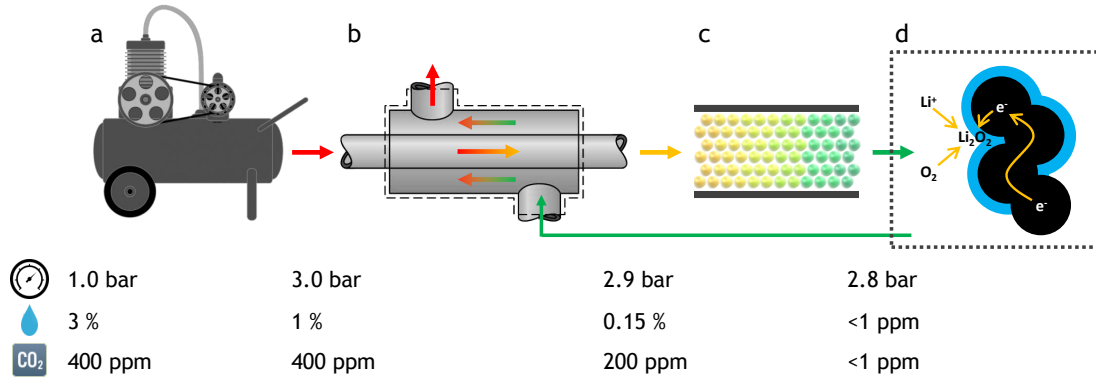 a b c d
Li⁺ e⁻
Li₂O₂
O₂
e⁻
1.0 bar 3.0 bar 2.9 bar 2.8 bar
3 % 1 % 0.15 % <1 ppm
CO₂ 400 ppm 400 ppm 200 ppm <1 ppm